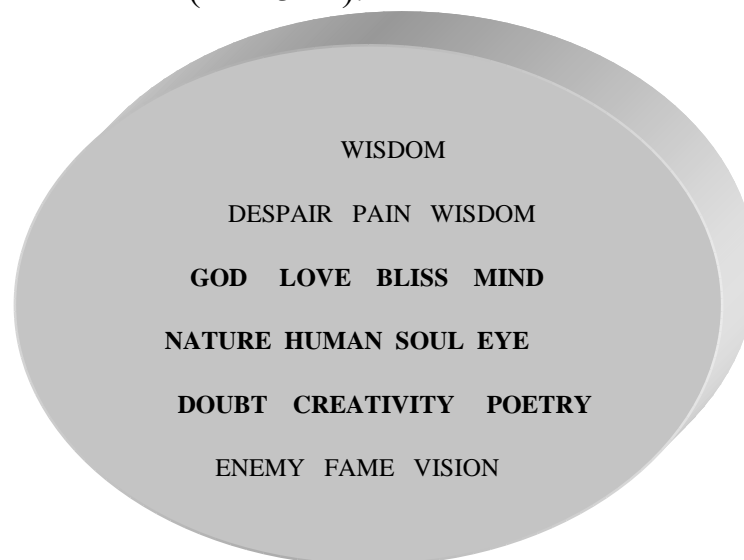 WISDOM
DESPAIR PAIN WISDOM
GOD LOVE BLISS MIND
NATURE HUMAN SOUL EYE
DOUBT CREATIVITY POETRY
ENEMY FAME VISION